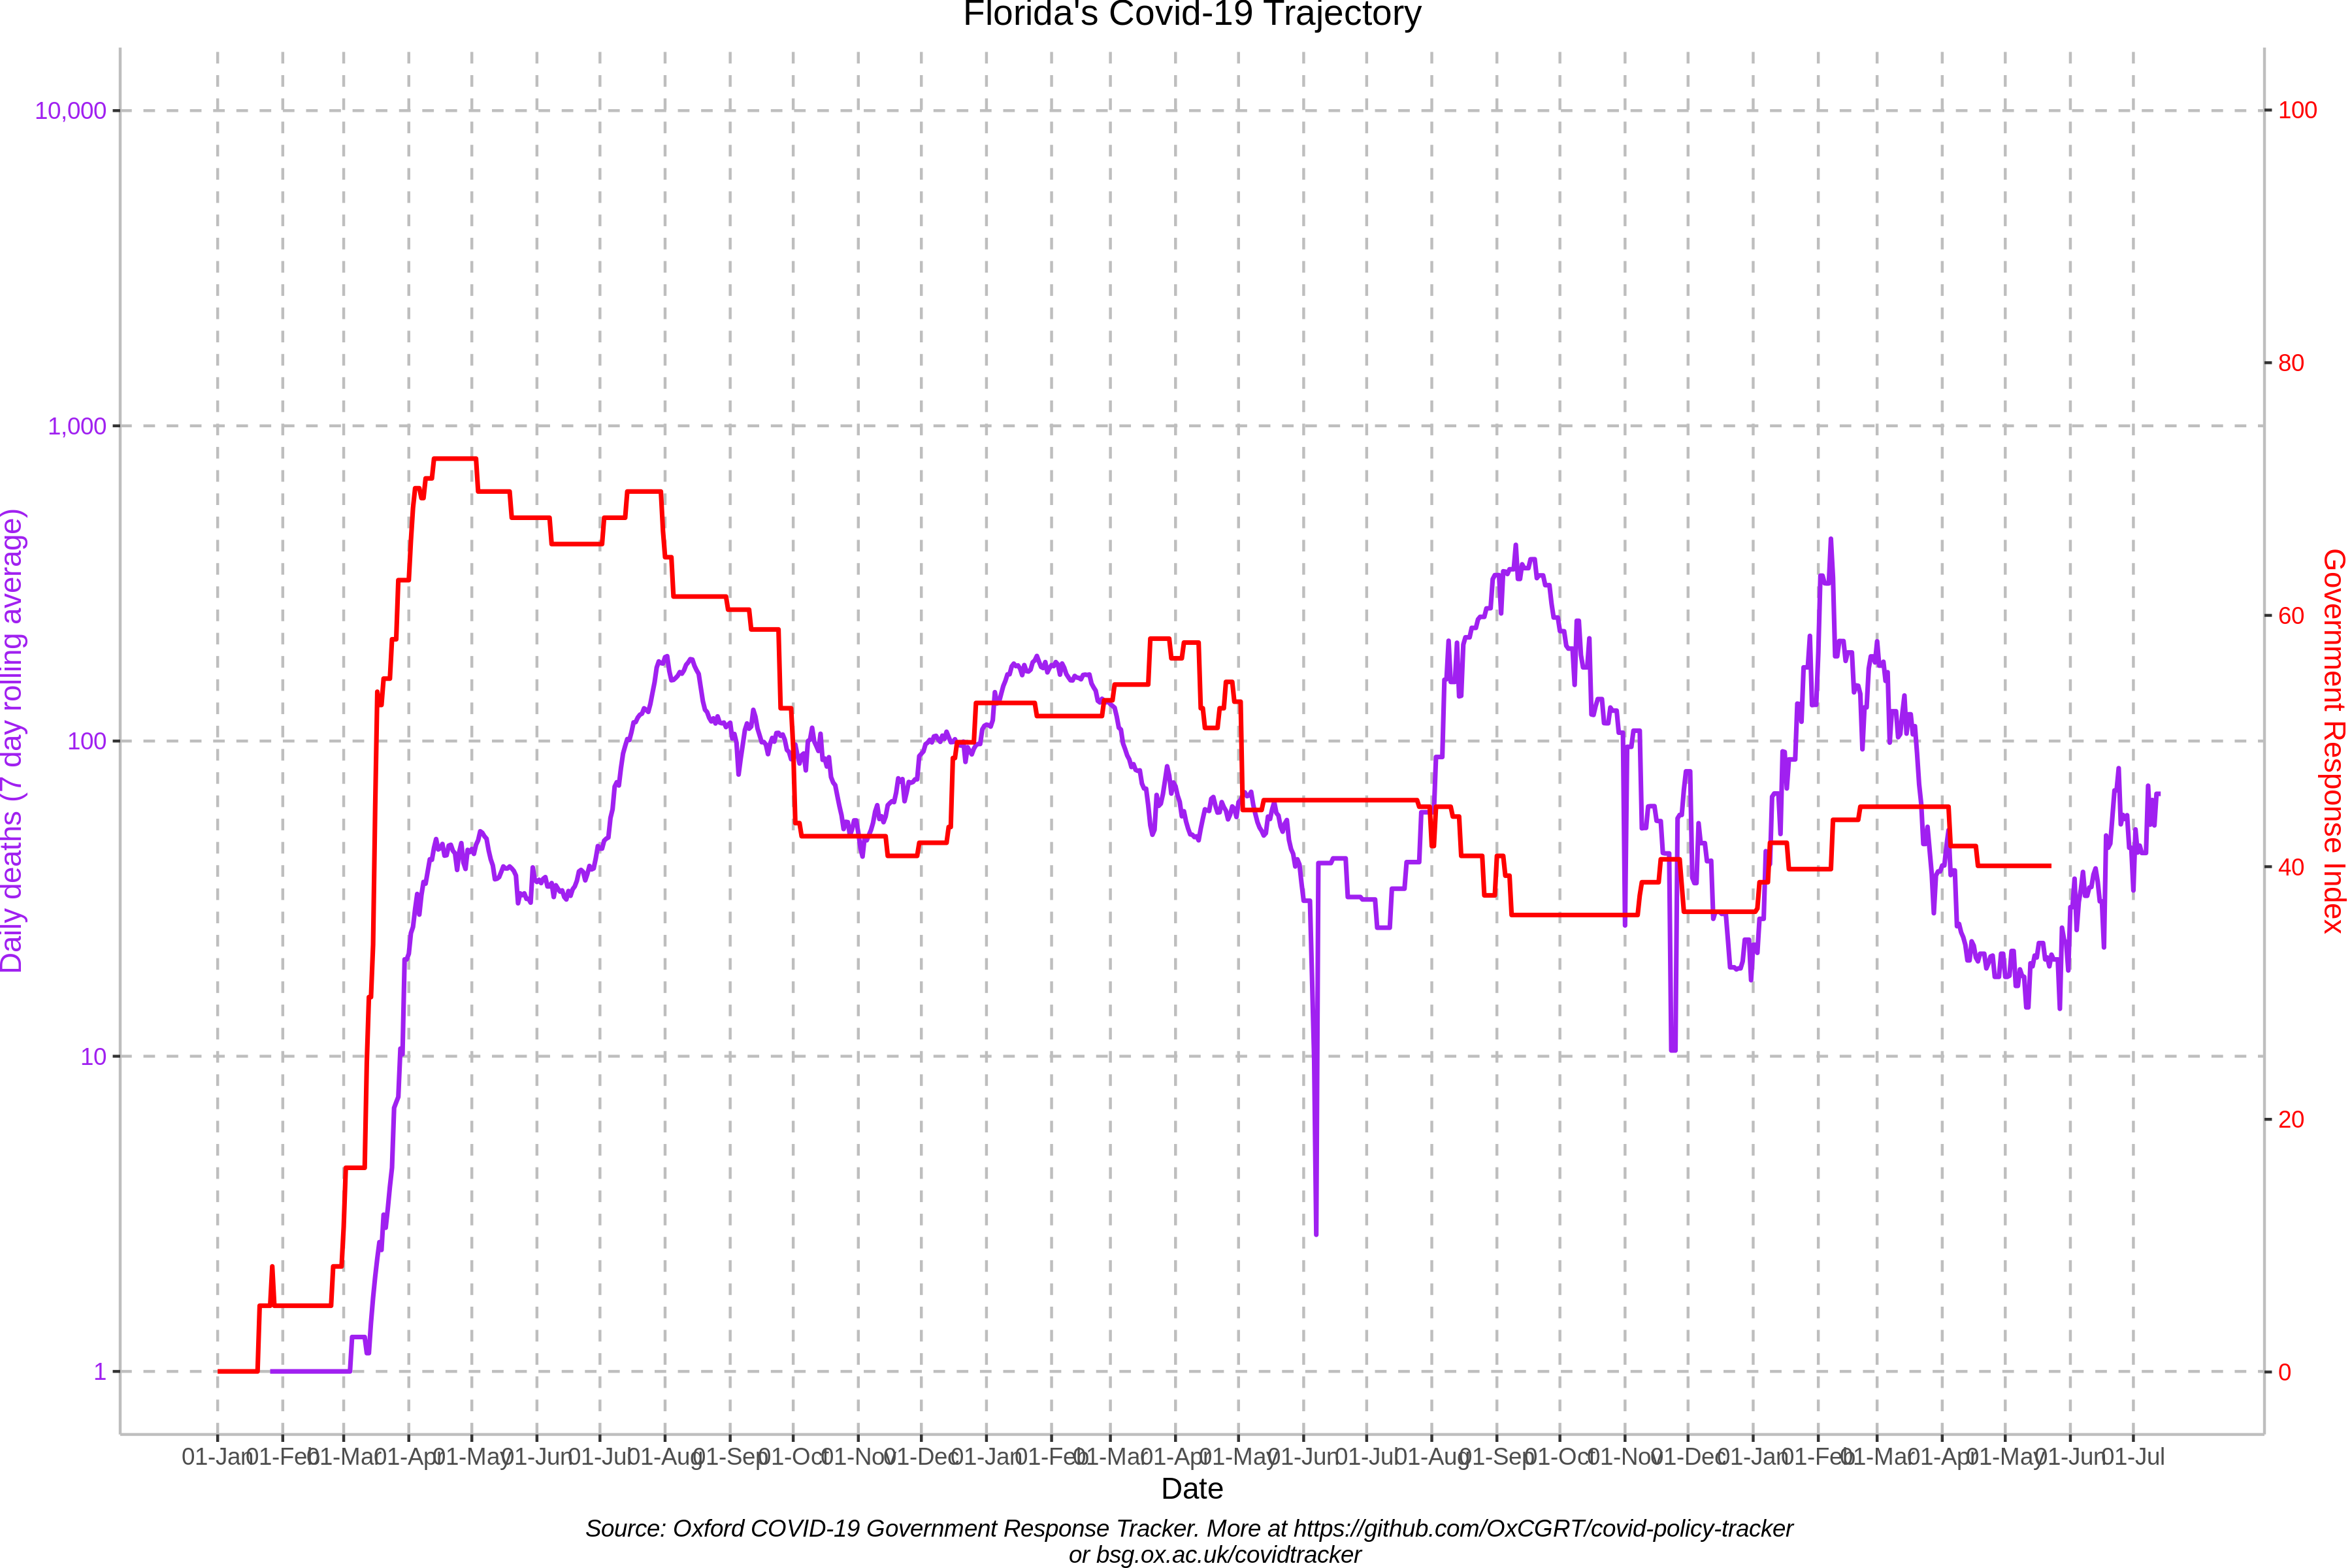 Florida's Covid-19 Trajectory
10,000
1,000
100
10
1
Daily deaths (7 day rolling average)
100
80
60
40
20
0
Government Response Index
01-Jan 01-Feb 01-Mar 01-Apr 01-May 01-Jun 01-Jul 01-Aug 01-Sep 01-Oct 01-Nov 01-Dec 01-Jan 01-Feb 01-Mar 01-Apr 01-May 01-Jun 01-Jul 01-Aug 01-Sep 01-Oct 01-Nov 01-Dec 01-Jan 01-Feb 01-Mar 01-Apr 01-May 01-Jun 01-Jul
Date
Source: Oxford COVID-19 Government Response Tracker. More at https://github.com/OxCGRT/covid-policy-tracker
or bsg.ox.ac.uk/covidtracker